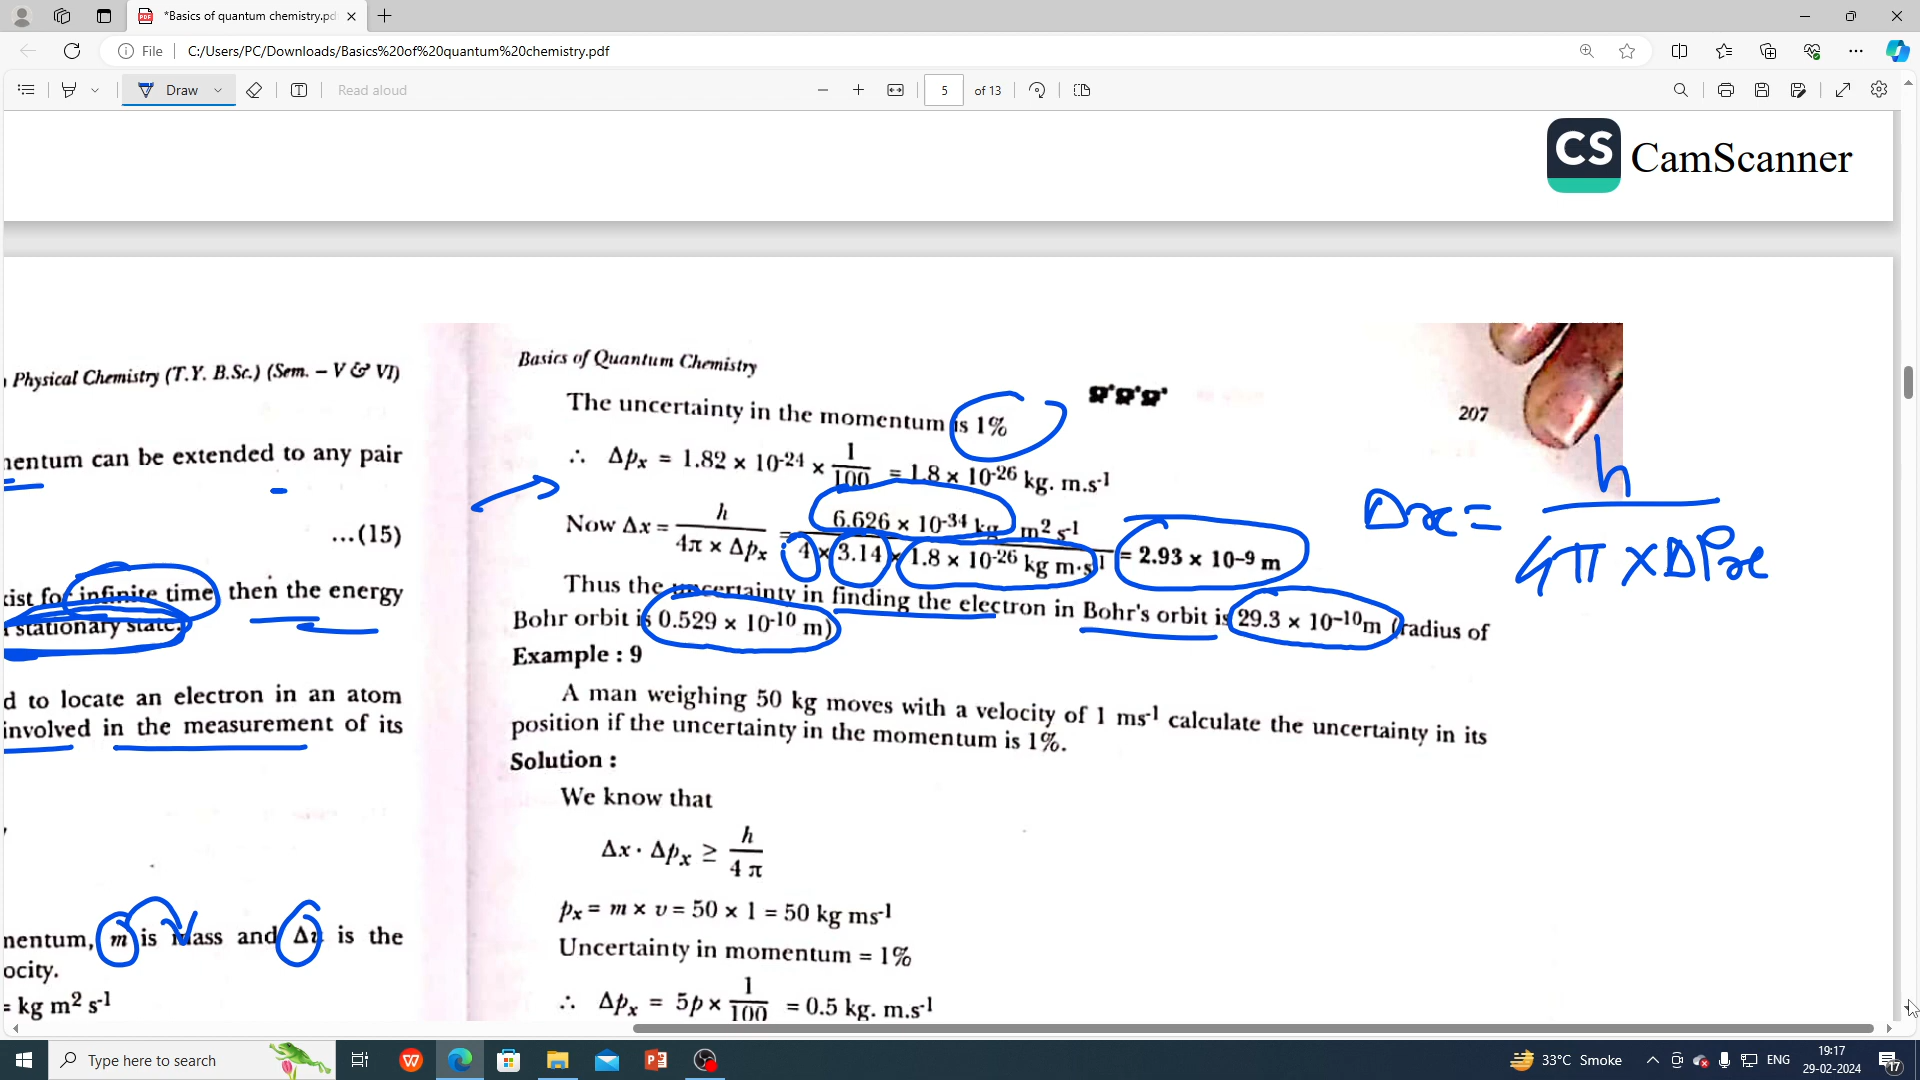 *Basics of quantum chemistry.pd
File
C:/Users/PC/Downloads/Basics%20of%20quantum%20chemistry.pdf
Draw
Read aloud
5
of 13
CS CamScanner
Physical Chemistry (T.Y. B.Sc.) (Sem. – V & VI)
nentum can be extended to any pair
...(15)
infinite time then the energy
stationary state.
d to locate an electron in an atom
involved in the measurement of its
nentum, m is mass and Δ is the
ocity.
= kg m² s⁻¹
Basics of Quantum Chemistry
207
The uncertainty in the momentum is 1%
∴ Δpₓ = 1.82 × 10⁻²⁴ × 1/100 = 1.8 × 10⁻²⁶ kg. m.s⁻¹
Now Δx = h / 4π × Δpₓ = 6.626 × 10⁻³⁴ kg m² s⁻¹ / 4 × 3.14 × 1.8 × 10⁻²⁶ kg m·s⁻¹ = 2.93 × 10–9 m
Thus the uncertainty in finding the electron in Bohr's orbit is 29.3 × 10⁻¹⁰m (radius of
Bohr orbit is 0.529 × 10⁻¹⁰ m)
Example : 9
A man weighing 50 kg moves with a velocity of 1 ms⁻¹ calculate the uncertainty in its
position if the uncertainty in the momentum is 1%.
Solution :
We know that
Δx · Δpₓ ≥ h / 4 π
pₓ = m × υ = 50 × 1 = 50 kg ms⁻¹
Uncertainty in momentum = 1%
∴ Δpₓ = 5p × 1/100 = 0.5 kg. m.s⁻¹
Δx = h / 4π × ΔPx
Type here to search
33°C Smoke
ENG
19:17
29-02-2024
17